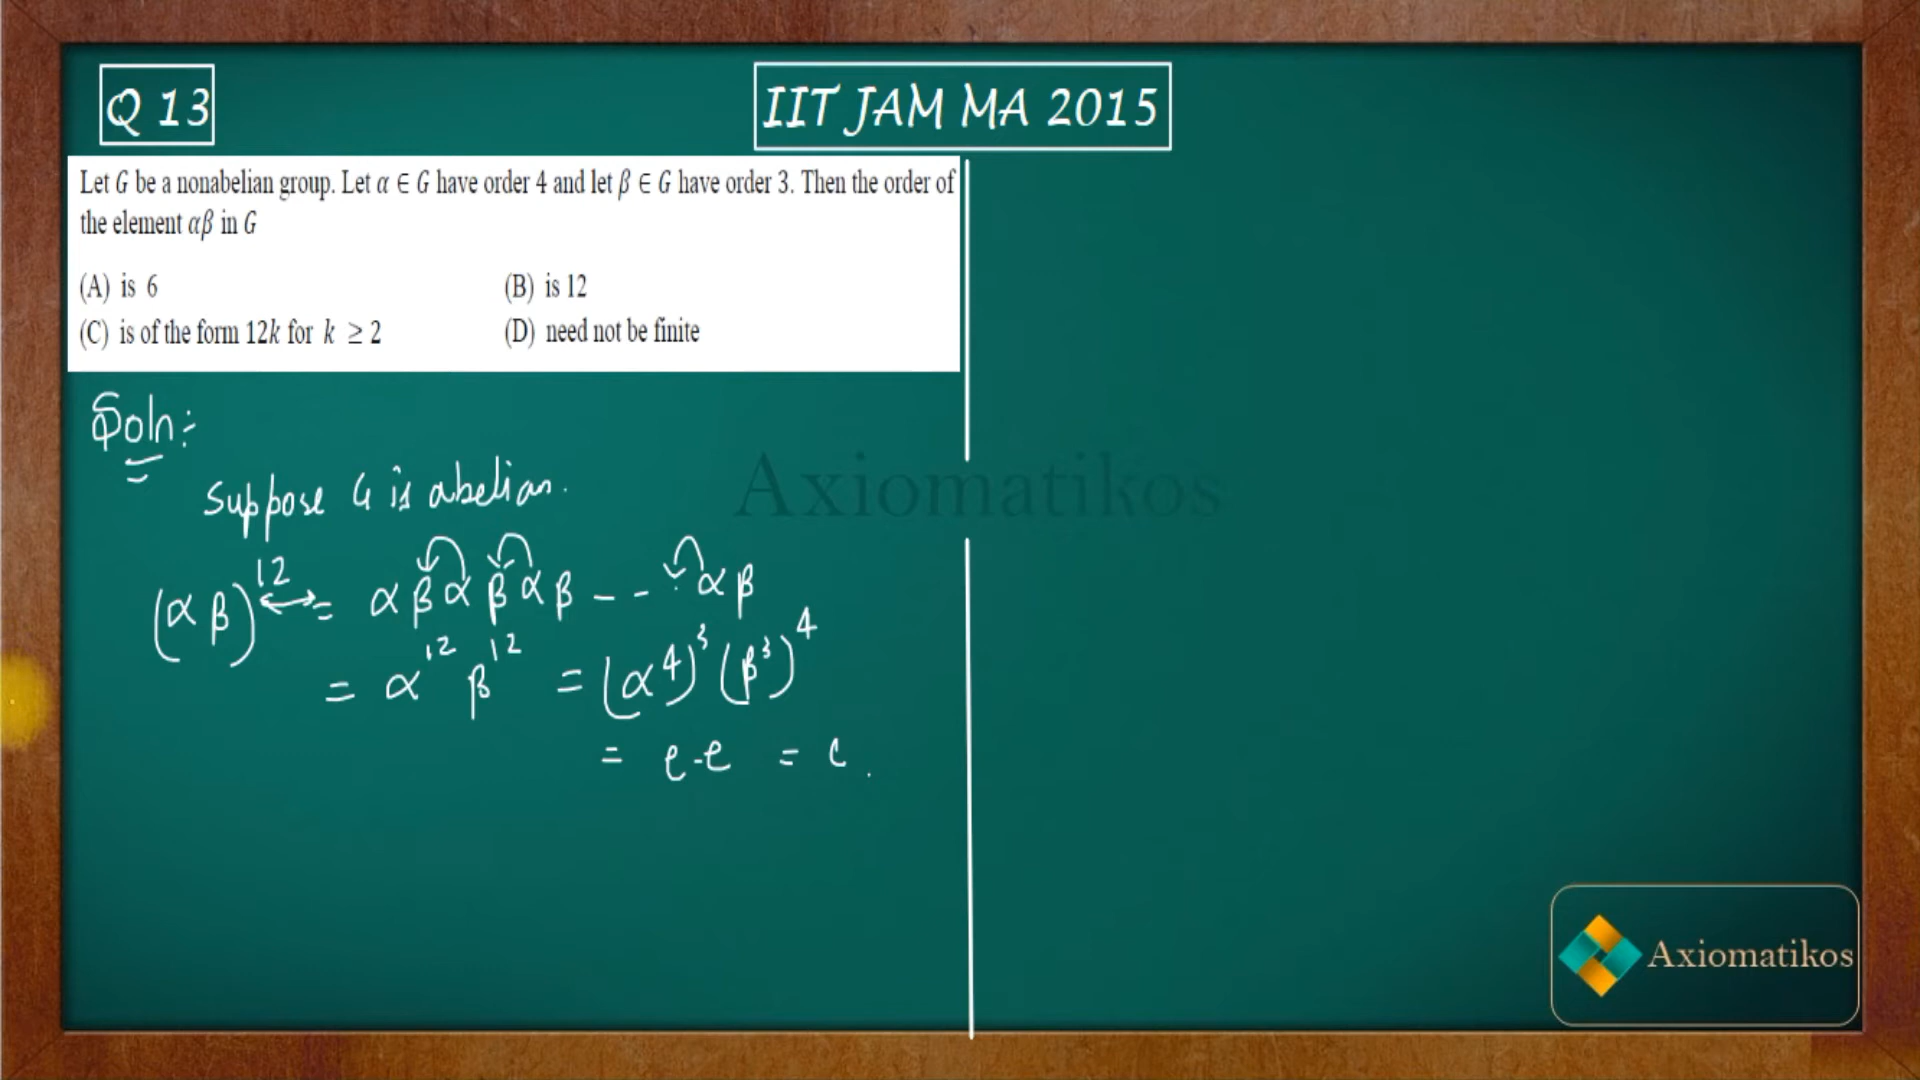 Q 13
IIT JAM MA 2015
Let G be a nonabelian group. Let α ∈ G have order 4 and let β ∈ G have order 3. Then the order of
the element αβ in G
(A) is 6
(B) is 12
(C) is of the form 12k for k ≥ 2
(D) need not be finite
Soln:
Suppose G is abelian.
(αβ)^12 = αβαβαβ - - · αβ
= α^12 β^12 = (α^4)^3 (β^3)^4
= e.e = e.
Axiomatikos
Axiomatikos